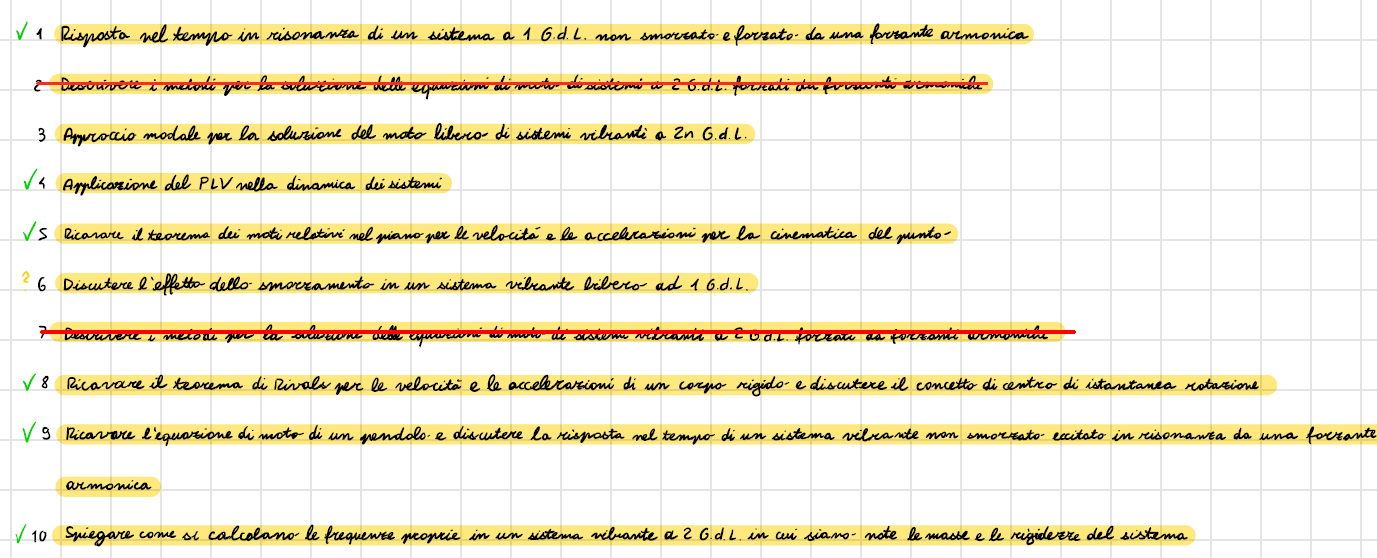 ✓ 1 Risposta nel tempo in risonanza di un sistema a 1 G.d.L. non smorzato e forzato da una forzante armonica
2 Descrivere i metodi per la soluzione delle equazioni di moto di sistemi a 2 G.d.L. forzati da forzanti armoniche
3 Approccio modale per la soluzione del moto libero di sistemi vibranti a 2n G.d.L.
✓ 4 Applicazione del PLV nella dinamica dei sistemi
✓ 5 Ricavare il teorema dei moti relativi nel piano per le velocità e le accelerazioni per la cinematica del punto
? 6 Discutere l'effetto dello smorzamento in un sistema vibrante libero ad 1 G.d.L.
7 Descrivere i metodi per la soluzione delle equazioni di moto di sistemi vibranti a 2 G.d.L. forzati da forzanti armoniche
✓ 8 Ricavare il teorema di Rivals per le velocità e le accelerazioni di un corpo rigido e discutere il concetto di centro di istantanea rotazione
✓ 9 Ricavare l'equazione di moto di un pendolo e discutere la risposta nel tempo di un sistema vibrante non smorzato eccitato in risonanza da una forzante
armonica
✓ 10 Spiegare come si calcolano le frequenze proprie in un sistema vibrante a 2 G.d.L. in cui siano note le masse e le rigidezze del sistema